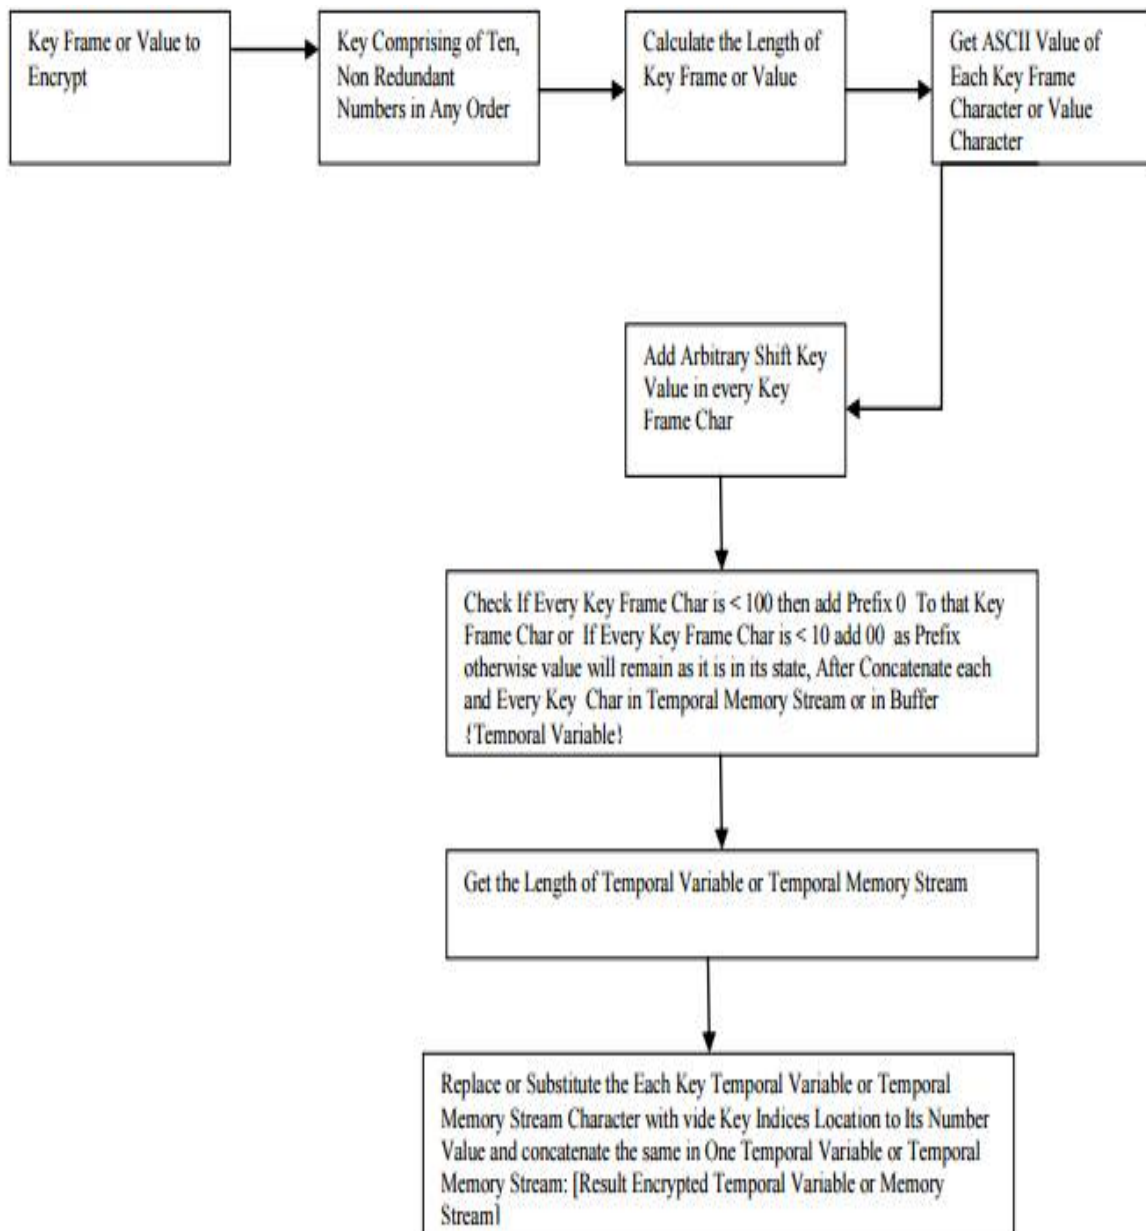 Key Frame or Value to
Encrypt
Key Comprising of Ten,
Non Redundant
Numbers in Any Order
Calculate the Length of
Key Frame or Value
Get ASCII Value of
Each Key Frame
Character or Value
Character
Add Arbitrary Shift Key
Value in every Key
Frame Char
Check If Every Key Frame Char is < 100 then add Prefix 0 To that Key
Frame Char or If Every Key Frame Char is < 10 add 00 as Prefix
otherwise value will remain as it is in its state, After Concatenate each
and Every Key Char in Temporal Memory Stream or in Buffer
{Temporal Variable}
Get the Length of Temporal Variable or Temporal Memory Stream
Replace or Substitute the Each Key Temporal Variable or Temporal
Memory Stream Character with vide Key Indices Location to Its Number
Value and concatenate the same in One Temporal Variable or Temporal
Memory Stream: [Result Encrypted Temporal Variable or Memory
Stream]